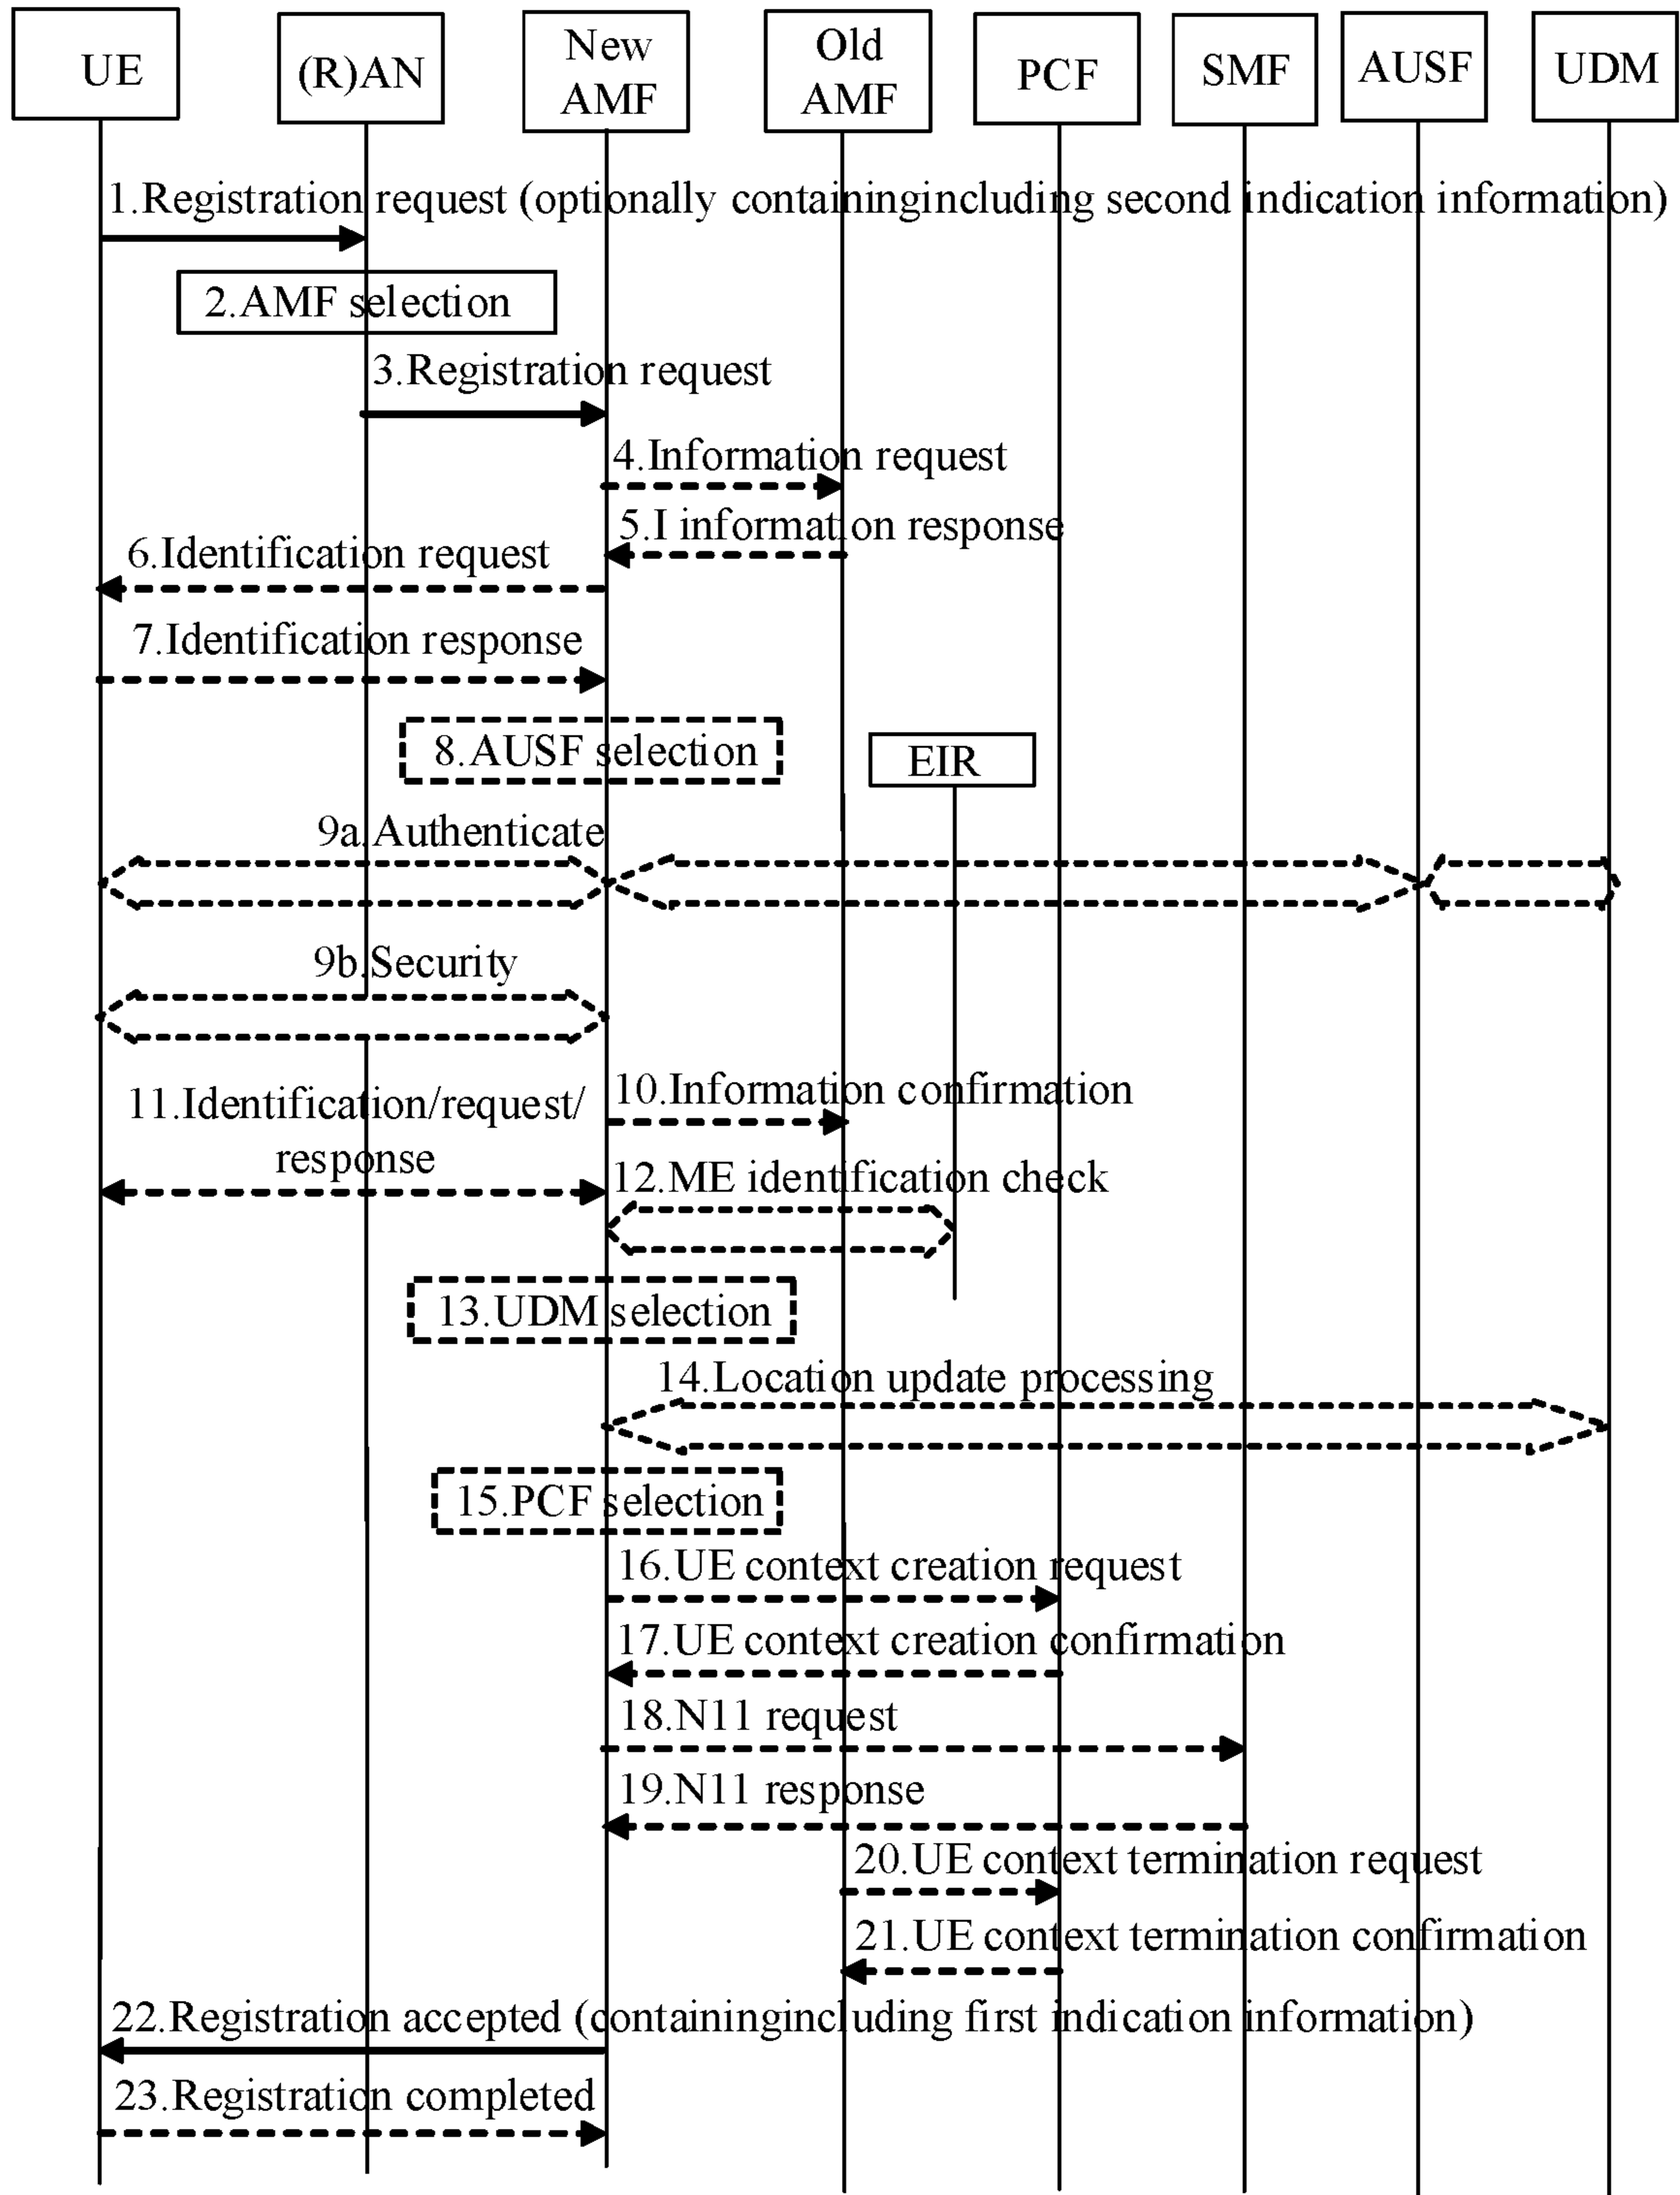 UE
(R)AN
New
AMF
Old
AMF
PCF
SMF
AUSF
UDM
1.Registration request (optionally containingincluding second indication information)
2.AMF selection
3.Registration request
4.Information request
5.I information response
6.Identification request
7.Identification response
8.AUSF selection
EIR
9a.Authenticate
9b.Security
10.Information confirmation
11.Identification/request/
response
12.ME identification check
13.UDM selection
14.Location update processing
15.PCF selection
16.UE context creation request
17.UE context creation confirmation
18.N11 request
19.N11 response
20.UE context termination request
21.UE context termination confirmation
22.Registration accepted (containingincluding first indication information)
23.Registration completed